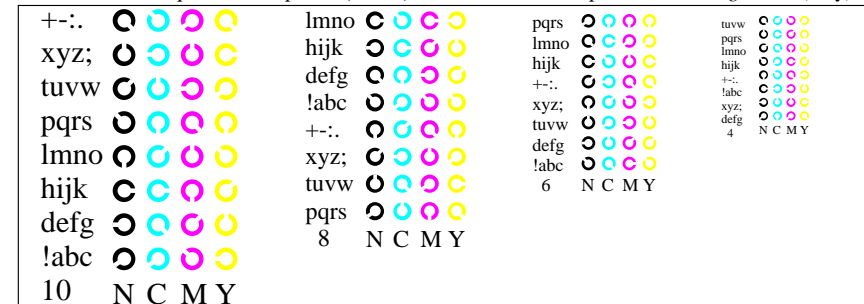 +-:.
xyz;
tuvw
pqrs
lmno
hijk
defg
!abc
10 N C M Y
lmno
hijk
defg
!abc
+-:.
xyz;
tuvw
pqrs
8 N C M Y
pqrs
lmno
hijk
+-:.
xyz;
tuvw
defg
!abc
6 N C M Y
tuvw
pqrs
lmno
hijk
+-:.
!abc
xyz;
defg
4 N C M Y